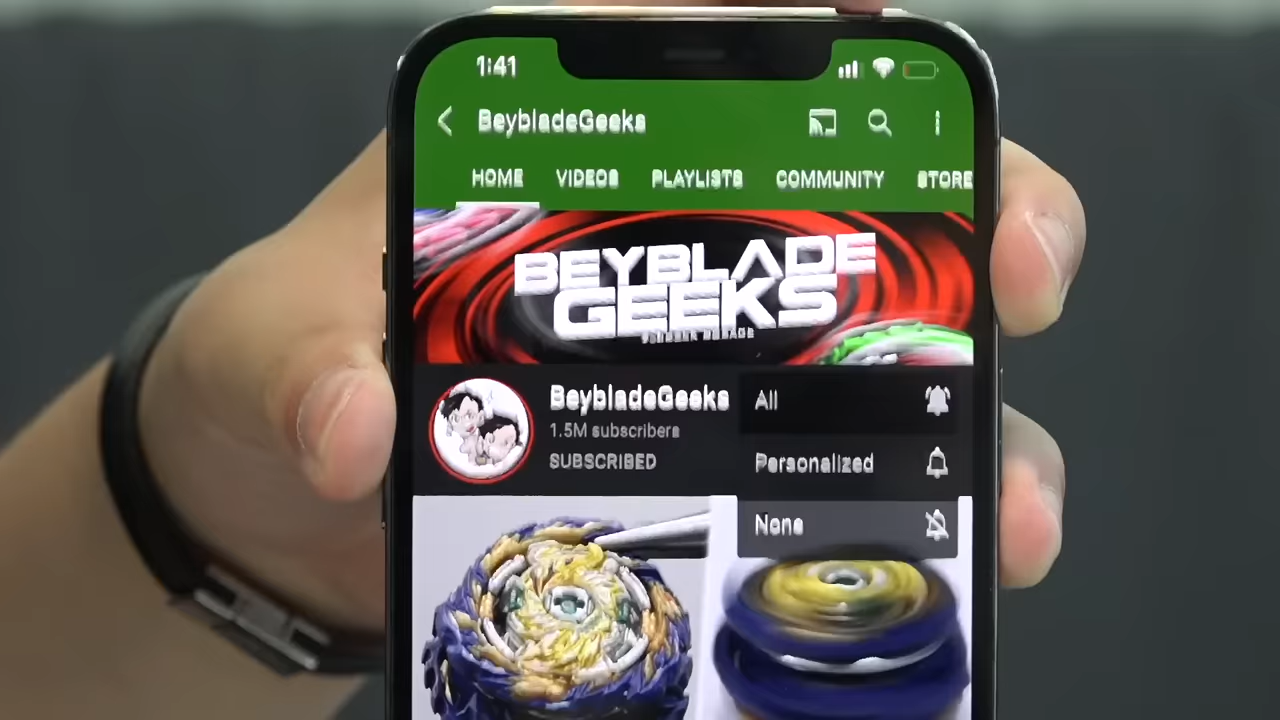 1:41
BeybladeGeeks
HOME VIDEOS PLAYLISTS COMMUNITY STORE
BEYBLADE
GEEKS
BeybladeGeeks
1.5M subscribers
SUBSCRIBED
All
Personalized
None